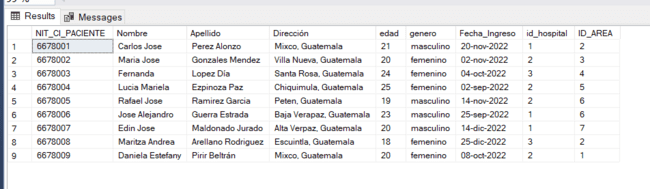 Results Messages
NIT_CI_PACIENTE Nombre Apellido Dirección edad genero Fecha_Ingreso id_hospital ID_AREA
1 6678001 Carlos Jose Perez Alonzo Mixco, Guatemala 21 masculino 20-nov-2022 1 2
2 6678002 Maria Jose Gonzales Mendez Villa Nueva, Guatemala 20 femenino 02-nov-2022 2 3
3 6678003 Fernanda Lopez Día Santa Rosa, Guatemala 24 femenino 04-oct-2022 3 4
4 6678004 Lucia Mariela Ezpinoza Paz Chiquimula, Guatemala 25 femenino 02-sep-2022 2 5
5 6678005 Rafael Jose Ramirez Garcia Peten, Guatemala 19 masculino 14-nov-2022 2 6
6 6678006 Jose Alejandro Guerra Estrada Baja Verapaz, Guatemala 23 masculino 25-sep-2022 1 6
7 6678007 Edin Jose Maldonado Jurado Alta Verpaz, Guatemala 20 masculino 14-dic-2022 1 7
8 6678008 Maritza Andrea Arellano Rodriguez Escuintla, Guatemala 18 femenino 25-dic-2022 3 2
9 6678009 Daniela Estefany Pirir Beltrán Mixco, Guatemala 20 femenino 08-oct-2022 2 1